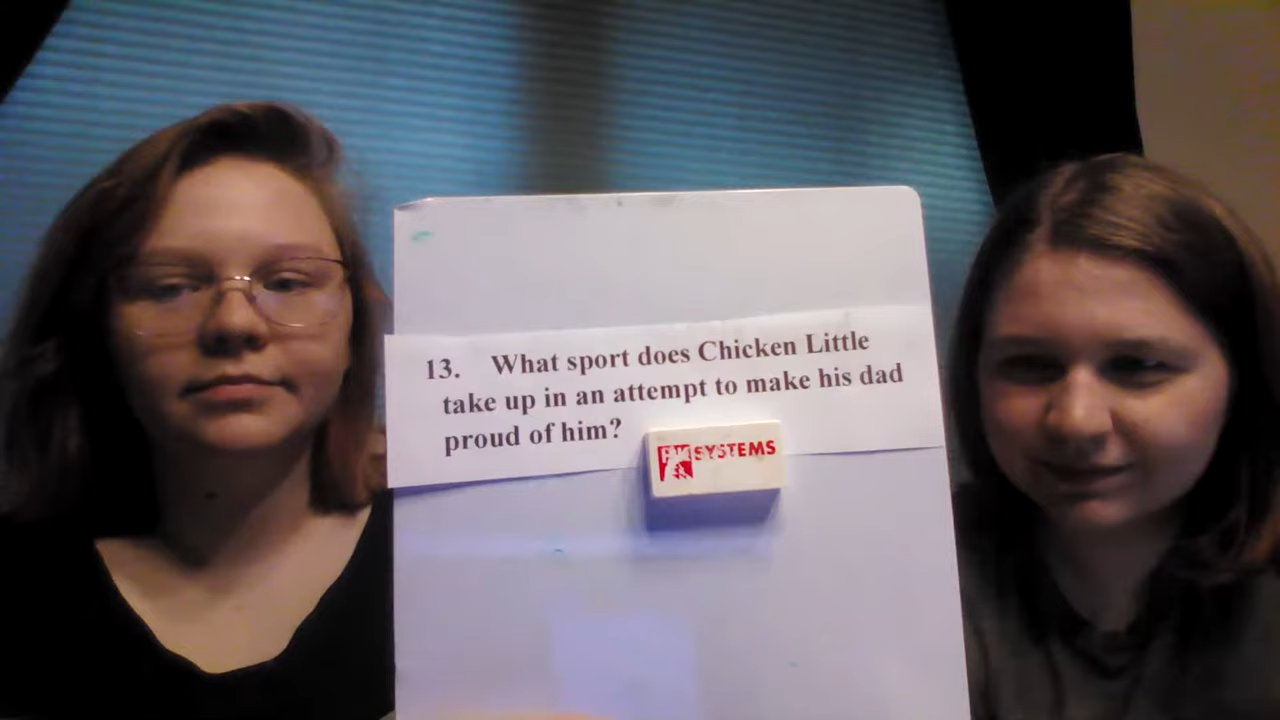 13. What sport does Chicken Little
take up in an attempt to make his dad
proud of him?
SYSTEMS